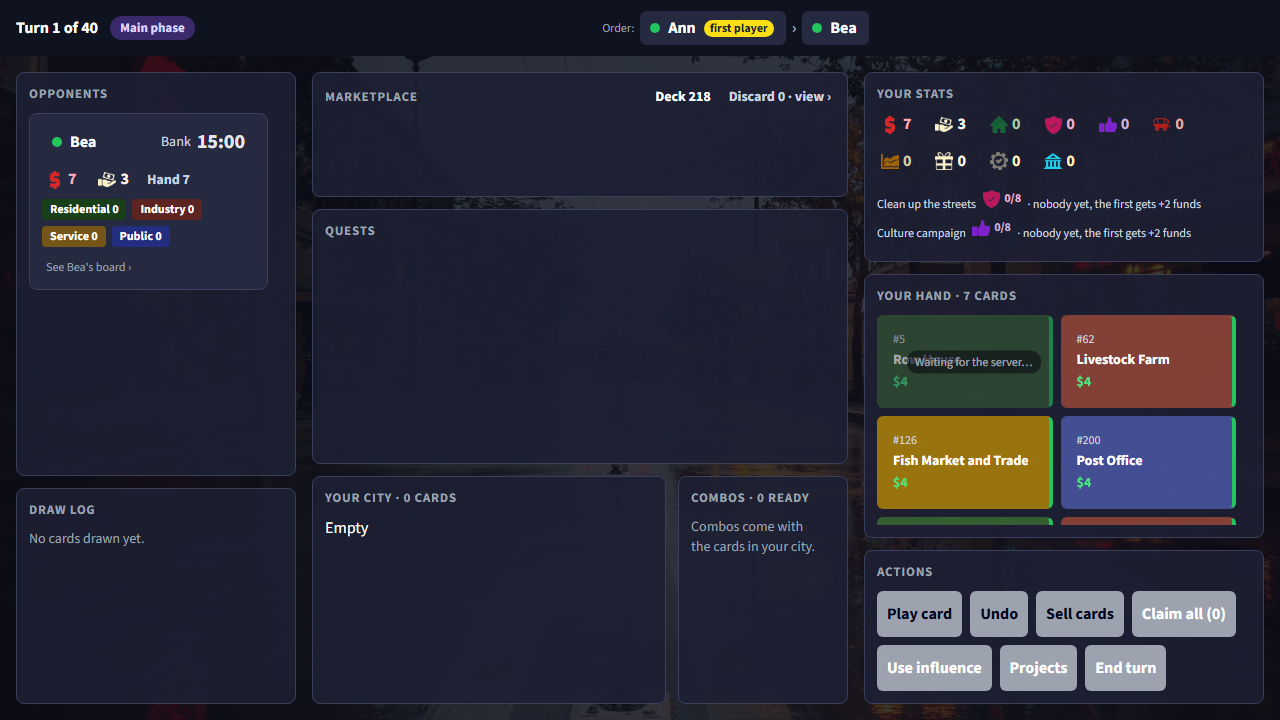 Turn 1 of 40 Main phase
Order: Ann first player › Bea
OPPONENTS
Bea Bank 15:00
7 3 Hand 7
Residential 0 Industry 0
Service 0 Public 0
See Bea's board ›
DRAW LOG
No cards drawn yet.
MARKETPLACE Deck 218 Discard 0 · view ›
QUESTS
YOUR CITY · 0 CARDS
Empty
COMBOS · 0 READY
Combos come with
the cards in your city.
YOUR STATS
7 3 0 0 0 0
0 0 0 0
Clean up the streets 0/8 · nobody yet, the first gets +2 funds
Culture campaign 0/8 · nobody yet, the first gets +2 funds
YOUR HAND · 7 CARDS
#5
Waiting for the server…
$4
#62
Livestock Farm
$4
#126
Fish Market and Trade
$4
#200
Post Office
$4
ACTIONS
Play card Undo Sell cards Claim all (0)
Use influence Projects End turn